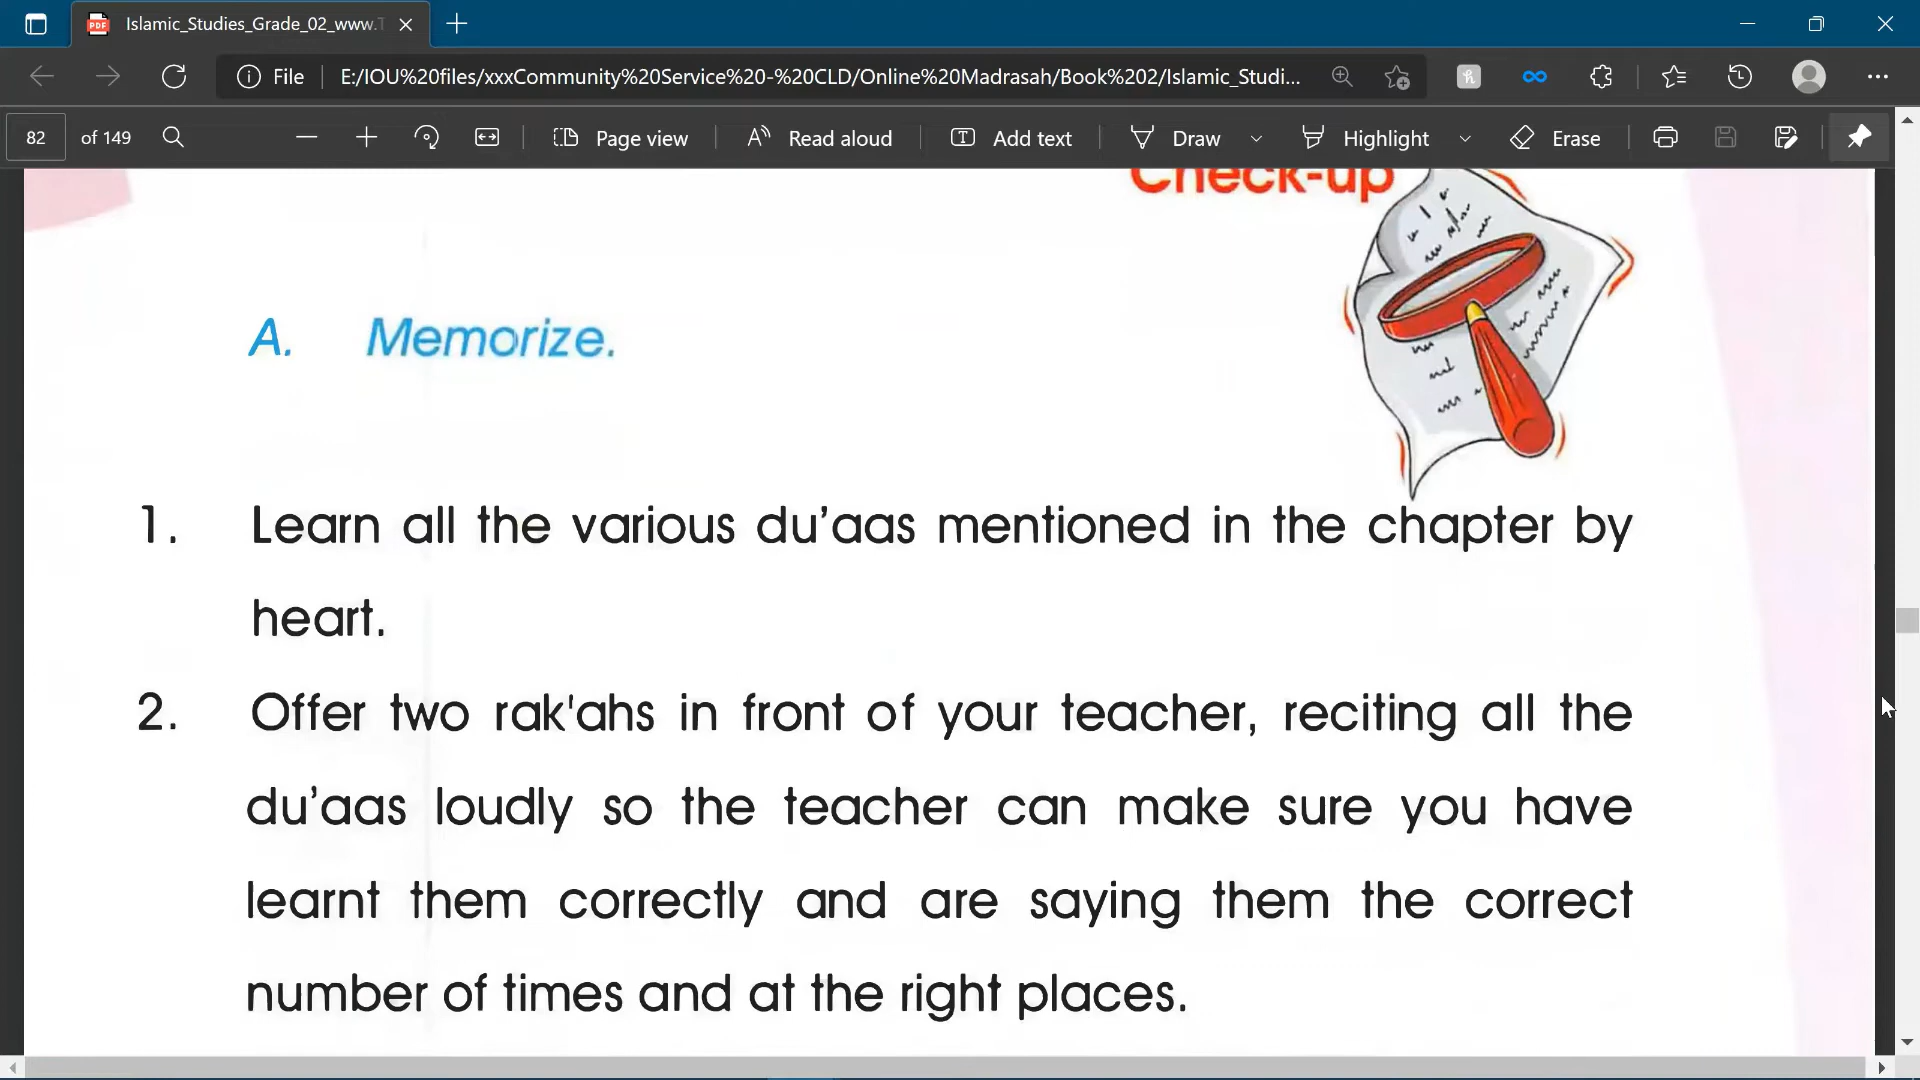 Islamic_Studies_Grade_02_www.T
File
E:/IOU%20files/xxxCommunity%20Service%20-%20CLD/Online%20Madrasah/Book%202/Islamic_Studi...
82 of 149
Page view
Read aloud
Add text
Draw
Highlight
Erase
Check-up
A. Memorize.
1. Learn all the various du’aas mentioned in the chapter by
heart.
2. Offer two rak'ahs in front of your teacher, reciting all the
du’aas loudly so the teacher can make sure you have
learnt them correctly and are saying them the correct
number of times and at the right places.